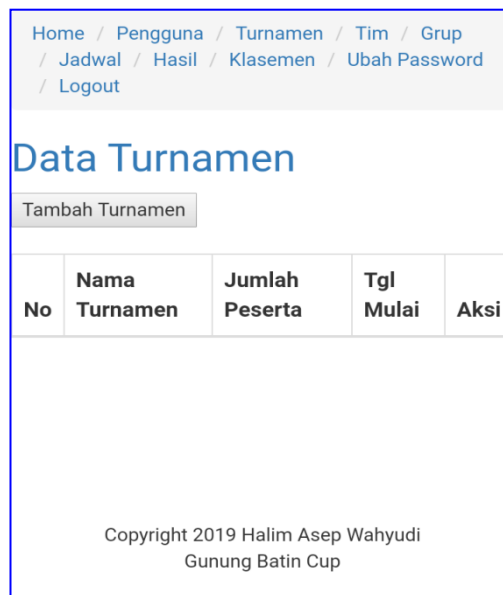 Home / Pengguna / Turnamen / Tim / Grup
/ Jadwal / Hasil / Klasemen / Ubah Password
/ Logout
Data Turnamen
Tambah Turnamen
No Nama Turnamen Jumlah Peserta Tgl Mulai Aksi
Copyright 2019 Halim Asep Wahyudi
Gunung Batin Cup